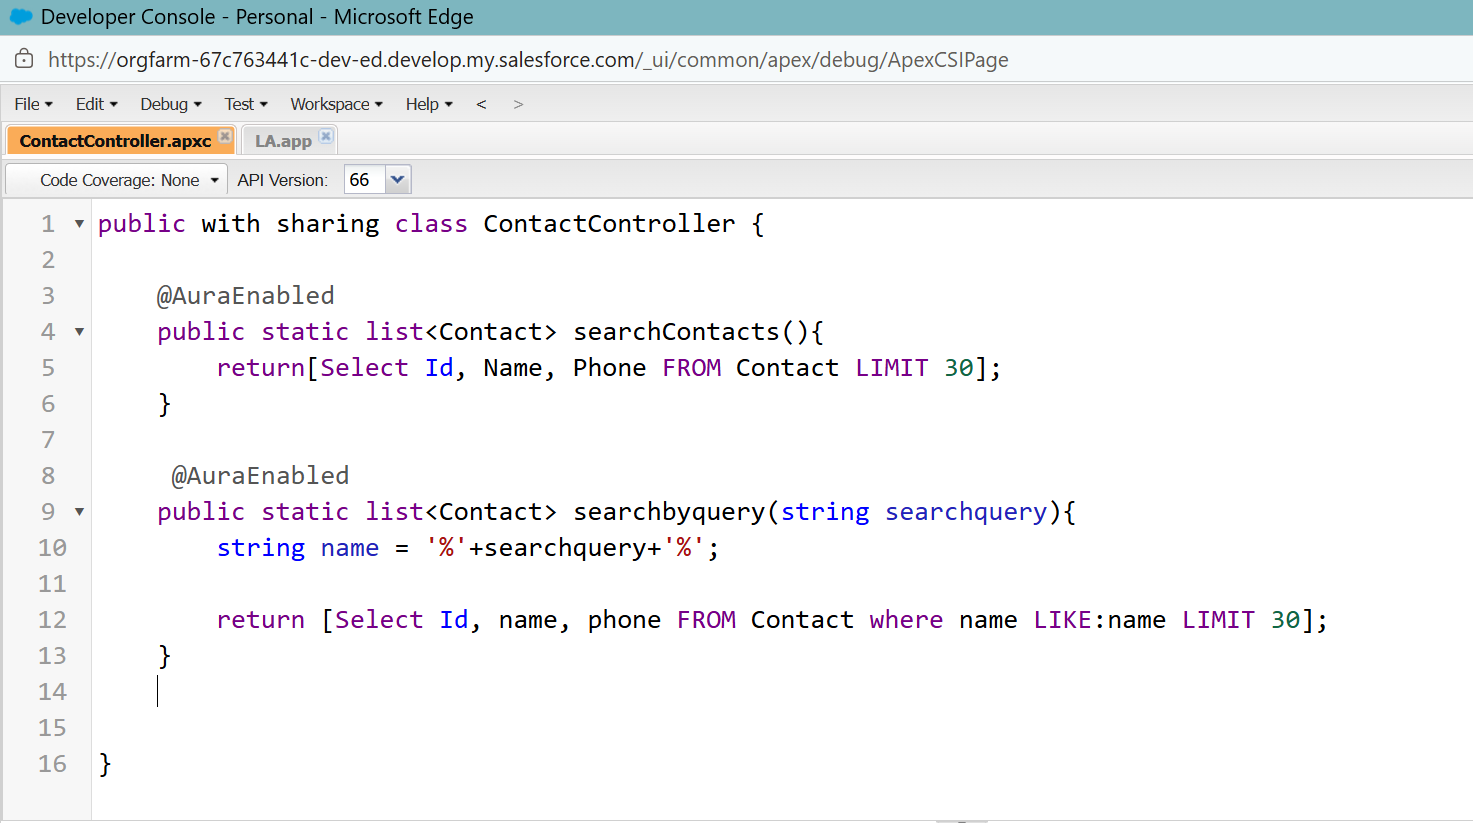 Developer Console - Personal - Microsoft Edge
https://orgfarm-67c763441c-dev-ed.develop.my.salesforce.com/_ui/common/apex/debug/ApexCSIPage
File Edit Debug Test Workspace Help < >
ContactController.apxc LA.app
Code Coverage: None API Version: 66
1 public with sharing class ContactController {
2
3 @AuraEnabled
4 public static list<Contact> searchContacts(){
5 return[Select Id, Name, Phone FROM Contact LIMIT 30];
6 }
7
8 @AuraEnabled
9 public static list<Contact> searchbyquery(string searchquery){
10 string name = '%'+searchquery+'%';
11
12 return [Select Id, name, phone FROM Contact where name LIKE:name LIMIT 30];
13 }
14
15
16 }